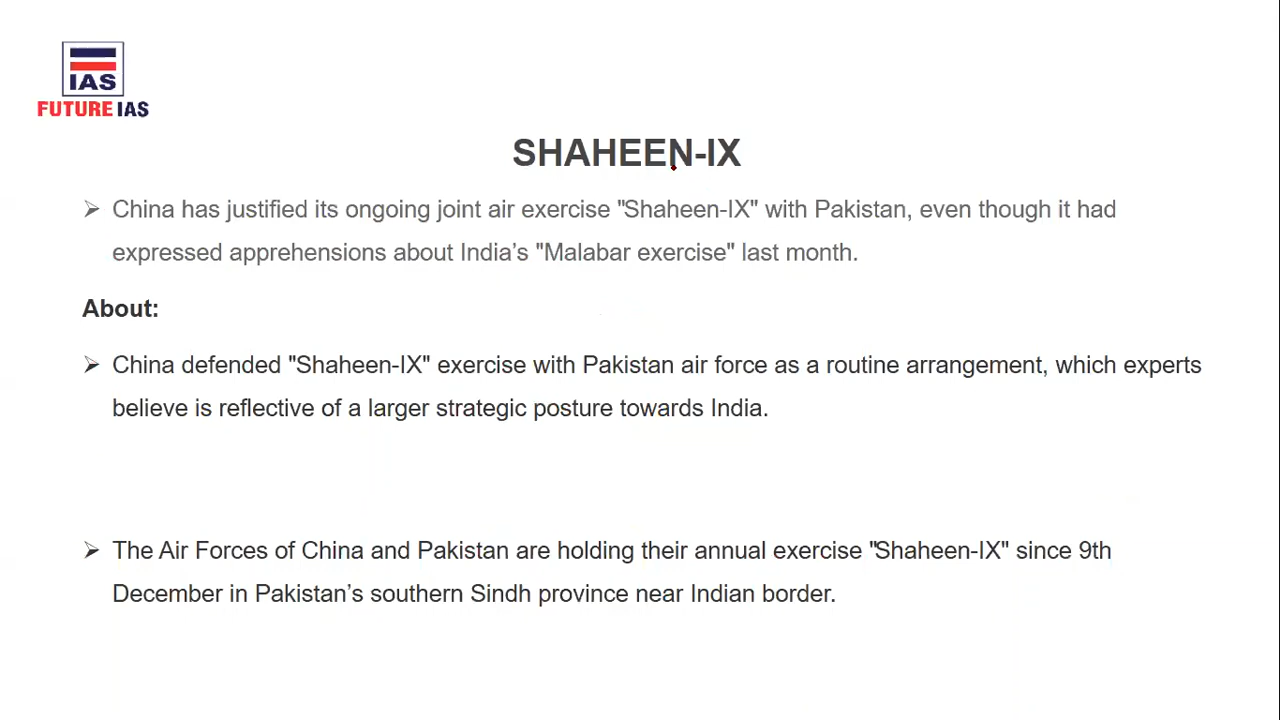 IAS
FUTURE IAS
SHAHEEN-IX
➢ China has justified its ongoing joint air exercise "Shaheen-IX" with Pakistan, even though it had
expressed apprehensions about India’s "Malabar exercise" last month.
About:
➢ China defended "Shaheen-IX" exercise with Pakistan air force as a routine arrangement, which experts
believe is reflective of a larger strategic posture towards India.
➢ The Air Forces of China and Pakistan are holding their annual exercise "Shaheen-IX" since 9th
December in Pakistan’s southern Sindh province near Indian border.